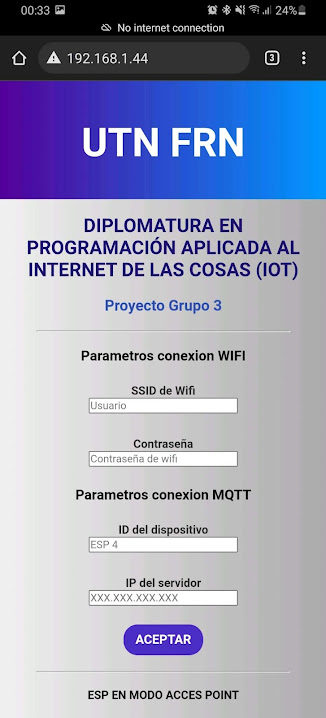 00:33 24%
No internet connection
192.168.1.44 3
UTN FRN
DIPLOMATURA EN
PROGRAMACIÓN APLICADA AL
INTERNET DE LAS COSAS (IOT)
Proyecto Grupo 3
Parametros conexion WIFI
SSID de Wifi
Usuario
Contraseña
Contraseña de wifi
Parametros conexion MQTT
ID del dispositivo
ESP 4
IP del servidor
XXX.XXX.XXX.XXX
ACEPTAR
ESP EN MODO ACCES POINT